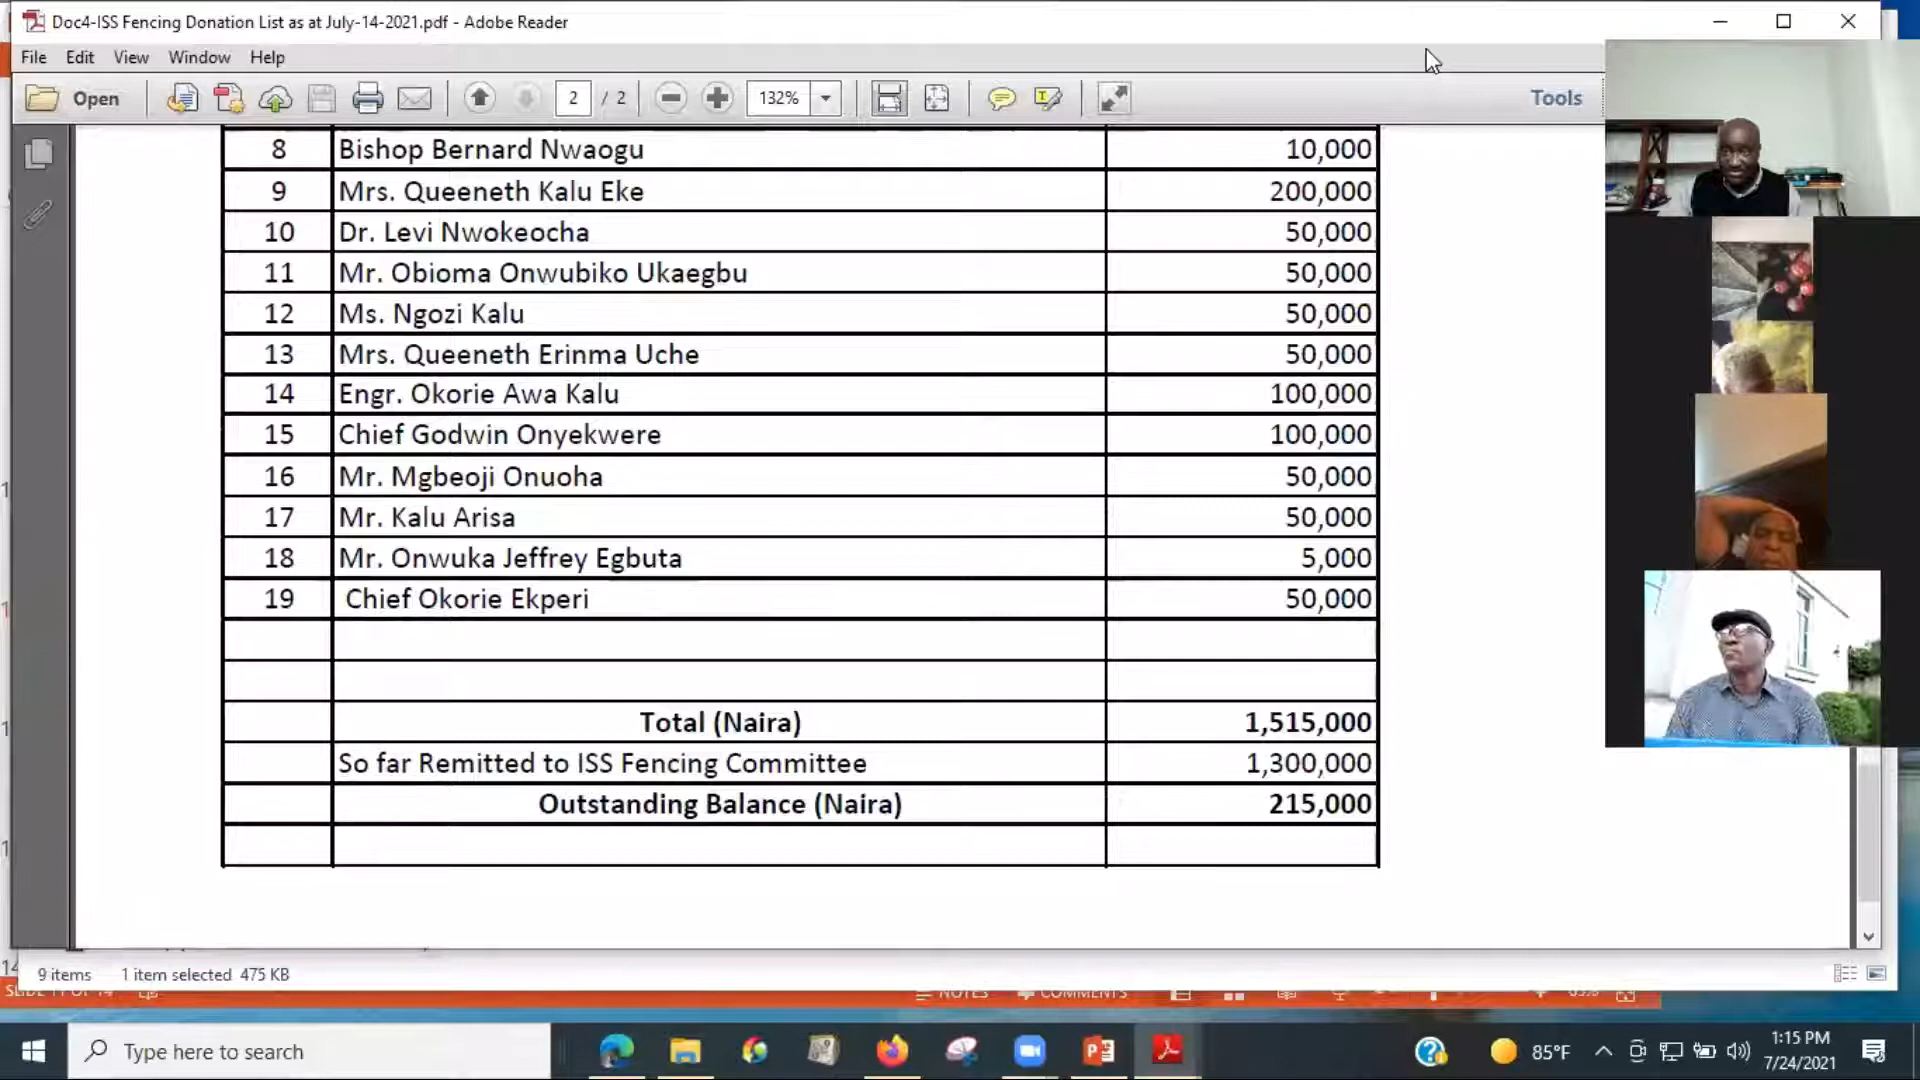 Doc4-ISS Fencing Donation List as at July-14-2021.pdf - Adobe Reader
File Edit View Window Help
Open 2 / 2 132% Tools
8 Bishop Bernard Nwaogu 10,000
9 Mrs. Queeneth Kalu Eke 200,000
10 Dr. Levi Nwokeocha 50,000
11 Mr. Obioma Onwubiko Ukaegbu 50,000
12 Ms. Ngozi Kalu 50,000
13 Mrs. Queeneth Erinma Uche 50,000
14 Engr. Okorie Awa Kalu 100,000
15 Chief Godwin Onyekwere 100,000
16 Mr. Mgbeoji Onuoha 50,000
17 Mr. Kalu Arisa 50,000
18 Mr. Onwuka Jeffrey Egbuta 5,000
19 Chief Okorie Ekperi 50,000
Total (Naira) 1,515,000
So far Remitted to ISS Fencing Committee 1,300,000
Outstanding Balance (Naira) 215,000
9 items 1 item selected 475 KB
NOTES COMMENTS
Type here to search 85°F 1:15 PM
7/24/2021